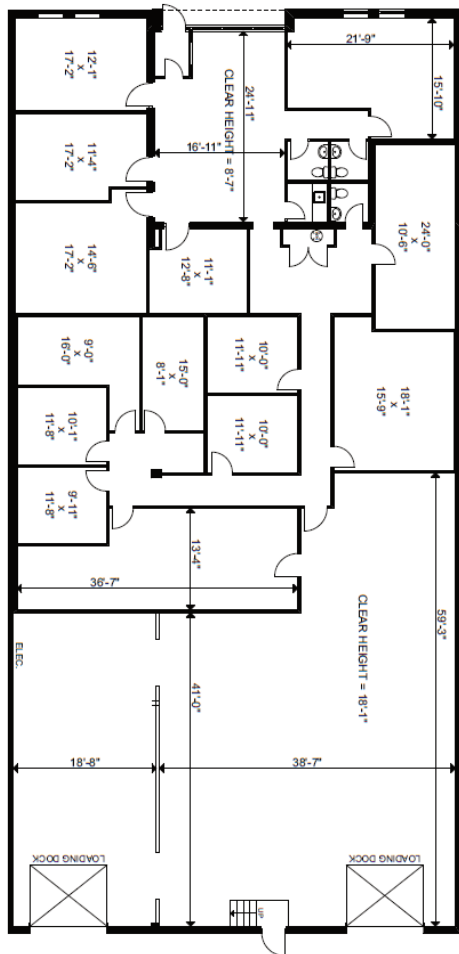 12'-1"
x
17'-2"
24'-11"
CLEAR HEIGHT = 8'-7"
21'-9"
15'-10"
11'-4"
x
17'-2"
16'-11"
14'-6"
x
17'-2"
11'-1"
x
12'-8"
24'-0"
x
10'-6"
9'-0"
x
16'-0"
15'-0"
x
8'-1"
10'-0"
x
11'-11"
18'-1"
x
15'-9"
10'-1"
x
11'-8"
10'-0"
x
11'-11"
9'-11"
x
11'-8"
13'-4"
36'-7"
59'-3"
CLEAR HEIGHT = 18'-1"
ELEC.
41'-0"
18'-8"
38'-7"
LOADING DOCK
LOADING DOCK
UP